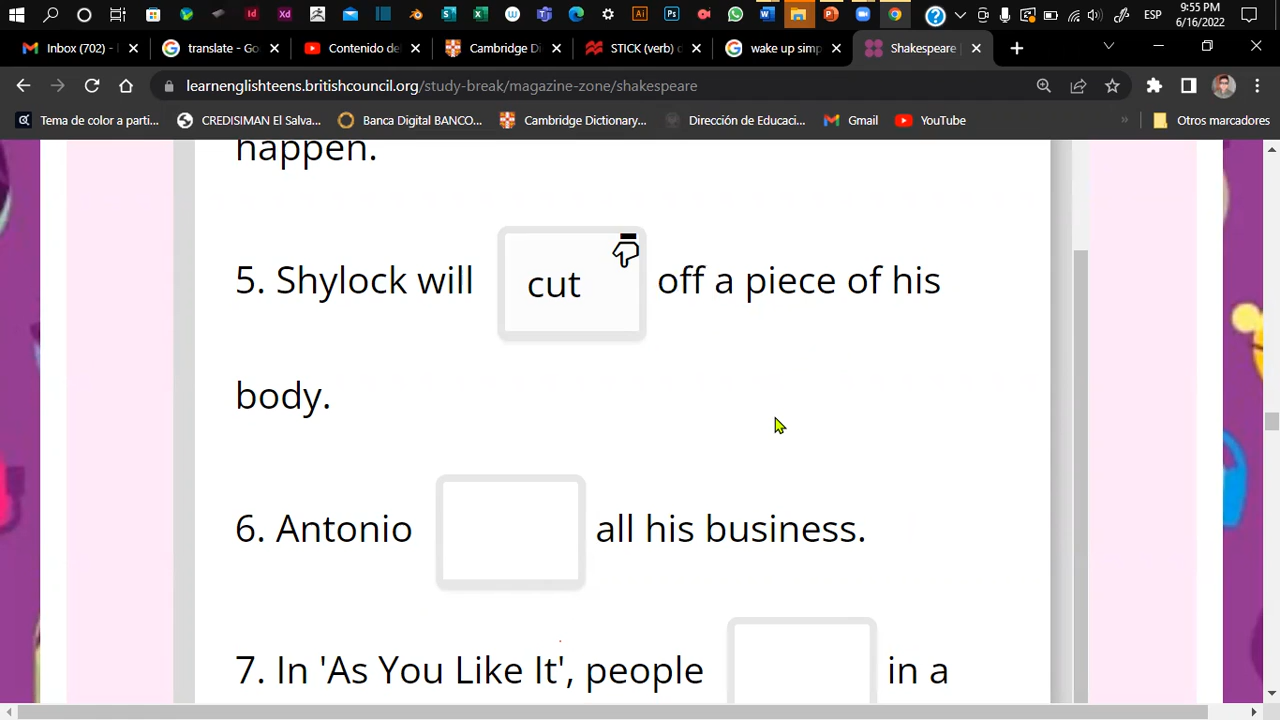 9:55 PM
ESP
6/16/2022
Inbox (702) -
translate - Go
Contenido del
Cambridge Di
STICK (verb) c
wake up simp
Shakespeare
learnenglishteens.britishcouncil.org/study-break/magazine-zone/shakespeare
Tema de color a parti...
CREDISIMAN El Salva...
Banca Digital BANCO...
Cambridge Dictionary...
Dirección de Educaci...
Gmail
YouTube
Otros marcadores
happen.
5. Shylock will cut off a piece of his
body.
6. Antonio all his business.
7. In 'As You Like It', people in a